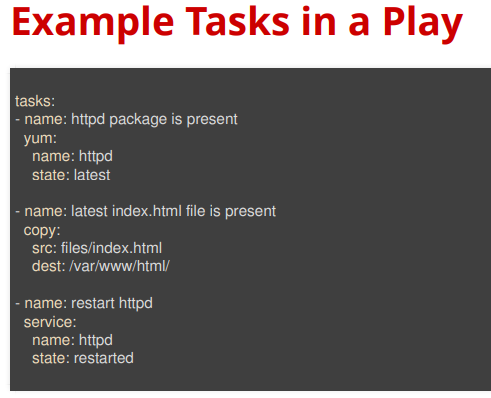 Example Tasks in a Play
tasks:
- name: httpd package is present
yum:
name: httpd
state: latest
- name: latest index.html file is present
copy:
src: files/index.html
dest: /var/www/html/
- name: restart httpd
service:
name: httpd
state: restarted